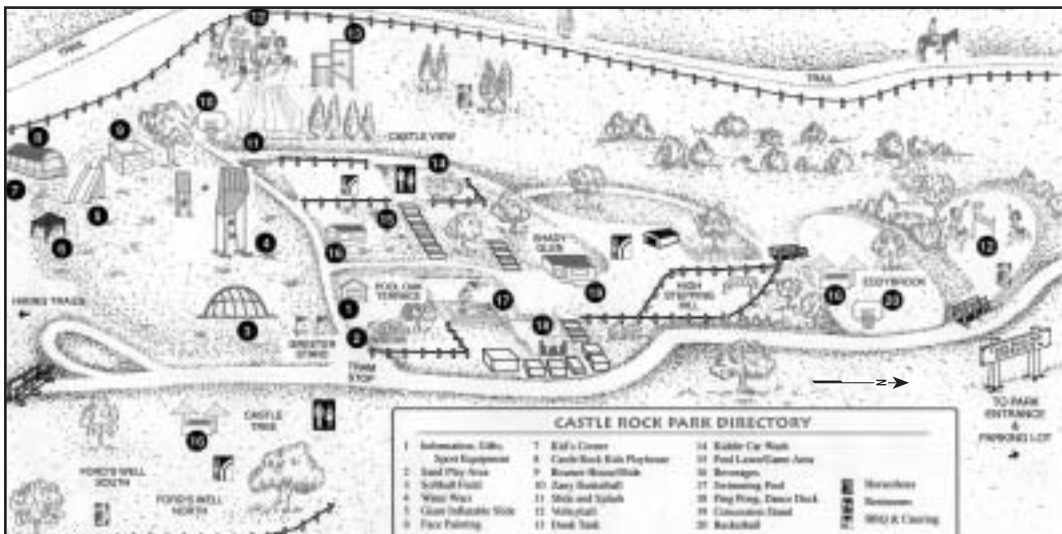 TRAIL
TRAIL
CASTLE VIEW
SHADY
GLEN
POOL OAK
TERRACE
HIGH
STEPPING
HILL
HIKING TRAILS
GREETER
STAND
TRAM
STOP
N
TO PARK
ENTRANCE
&
PARKING LOT
CASTLE
TREE
FORD'S WELL
SOUTH
FORD'S WELL
NORTH
CASTLE ROCK PARK DIRECTORY
1 Information, Gifts,
Sport Equipment
2 Sand Play Area
3 Softball Field
4 Water Wars
5 Giant Inflatable Slide
6 Face Painting
7 Kid's Corner
8 Castle Rock Kids Playhouse
9 Bounce House/Slide
10 Zany Basketball
11 Slide and Splash
12 Volleyball
13 Dunk Tank
14 Kiddie Car Wash
15 Pool Lawn/Game Area
16 Beverages
17 Swimming Pool
18 Ping Pong, Dance Deck
19 Concession Stand
20 Basketball
Horseshoes
Restrooms
BBQ & Catering